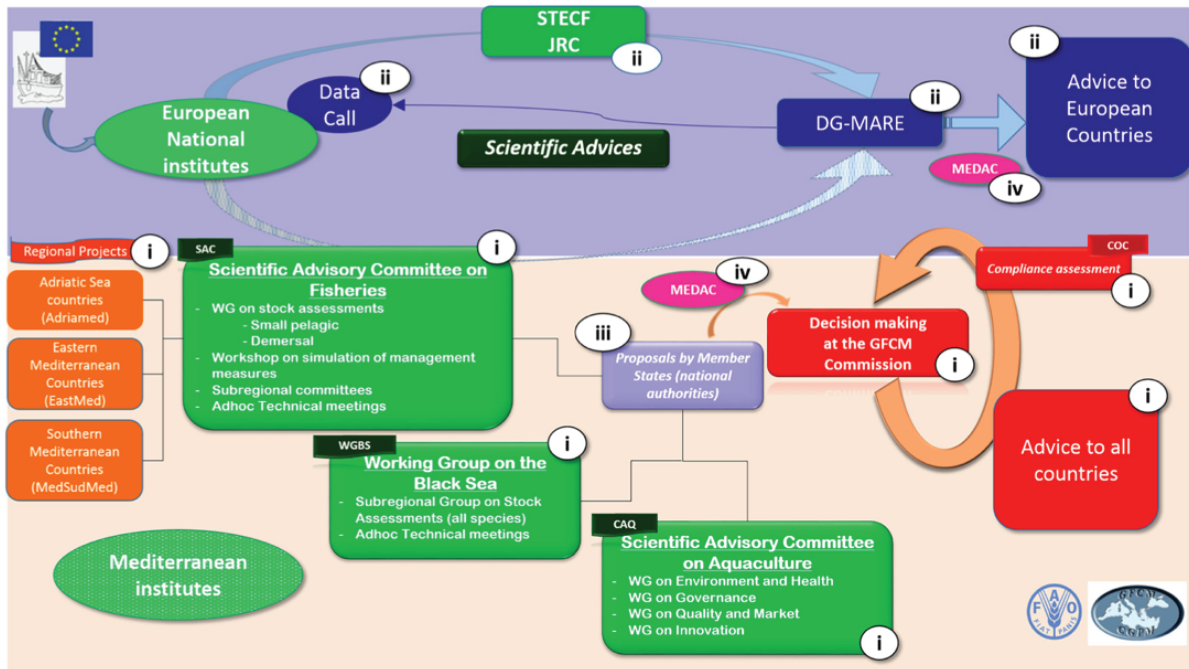 STECF
JRC
ii
ii
Advice to
European
Countries
ii
Data
Call
ii
DG-MARE
European
National
institutes
Scientific Advices
MEDAC
iv
Regional Projects
i
SAC
i
Scientific Advisory Committee on
Fisheries
- WG on stock assessments
- Small pelagic
- Demersal
- Workshop on simulation of management
measures
- Subregional committees
- Adhoc Technical meetings
Adriatic Sea
countries
(Adriamed)
Eastern
Mediterranean
Countries
(EastMed)
Southern
Mediterranean
Countries
(MedSudMed)
MEDAC
iv
iii
Proposals by Member
States (national
authorities)
COC
Compliance assessment
i
Decision making
at the GFCM
Commission
i
i
Advice to all
countries
WGBS
i
Working Group on the
Black Sea
- Subregional Group on Stock
Assessments (all species)
- Adhoc Technical meetings
CAQ
Scientific Advisory Committee
on Aquaculture
- WG on Environment and Health
- WG on Governance
- WG on Quality and Market
- WG on Innovation
i
Mediterranean
institutes
FAO
FIAT PANIS
GFCM
CGPM